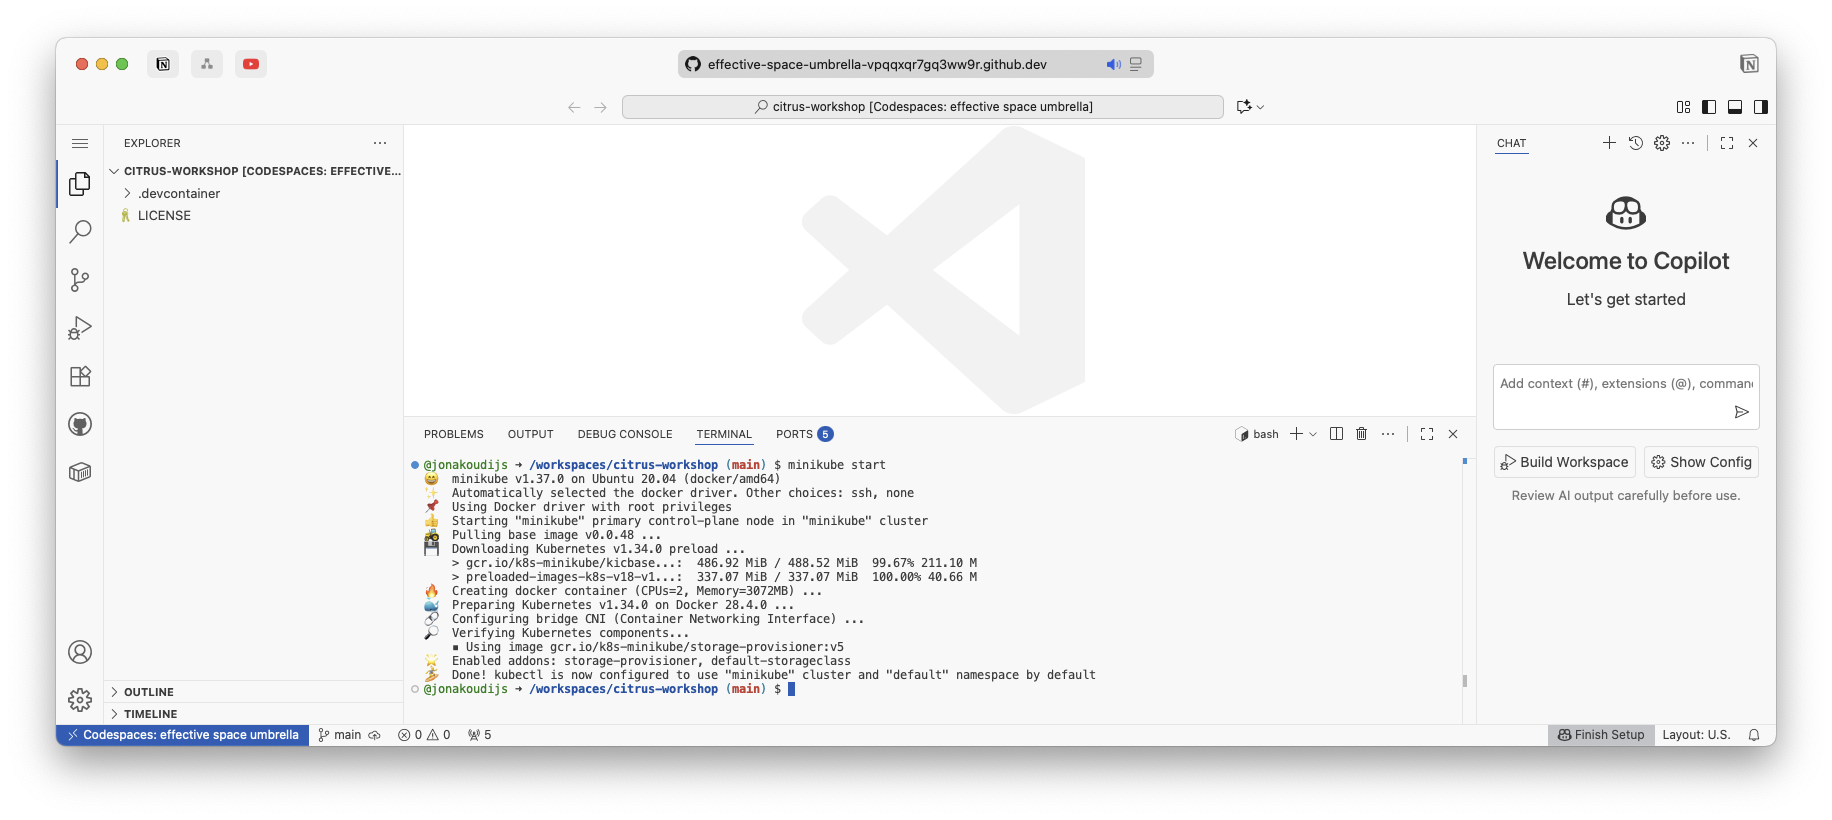 effective-space-umbrella-vpqqxqr7gq3ww9r.github.dev
citrus-workshop [Codespaces: effective space umbrella]
EXPLORER
CITRUS-WORKSHOP [CODESPACES: EFFECTIVE...
.devcontainer
LICENSE
OUTLINE
TIMELINE
PROBLEMS OUTPUT DEBUG CONSOLE TERMINAL PORTS 5 bash
@jonakoudijs → /workspaces/citrus-workshop (main) $ minikube start
minikube v1.37.0 on Ubuntu 20.04 (docker/amd64)
Automatically selected the docker driver. Other choices: ssh, none
Using Docker driver with root privileges
Starting "minikube" primary control-plane node in "minikube" cluster
Pulling base image v0.0.48 ...
Downloading Kubernetes v1.34.0 preload ...
> gcr.io/k8s-minikube/kicbase...:  486.92 MiB / 488.52 MiB  99.67% 211.10 M
> preloaded-images-k8s-v18-v1...:  337.07 MiB / 337.07 MiB  100.00% 40.66 M
Creating docker container (CPUs=2, Memory=3072MB) ...
Preparing Kubernetes v1.34.0 on Docker 28.4.0 ...
Configuring bridge CNI (Container Networking Interface) ...
Verifying Kubernetes components...
▪ Using image gcr.io/k8s-minikube/storage-provisioner:v5
Enabled addons: storage-provisioner, default-storageclass
Done! kubectl is now configured to use "minikube" cluster and "default" namespace by default
@jonakoudijs → /workspaces/citrus-workshop (main) $
CHAT
Welcome to Copilot
Let's get started
Add context (#), extensions (@), comman
Build Workspace Show Config
Review AI output carefully before use.
Codespaces: effective space umbrella main 0 0 5 Finish Setup Layout: U.S.